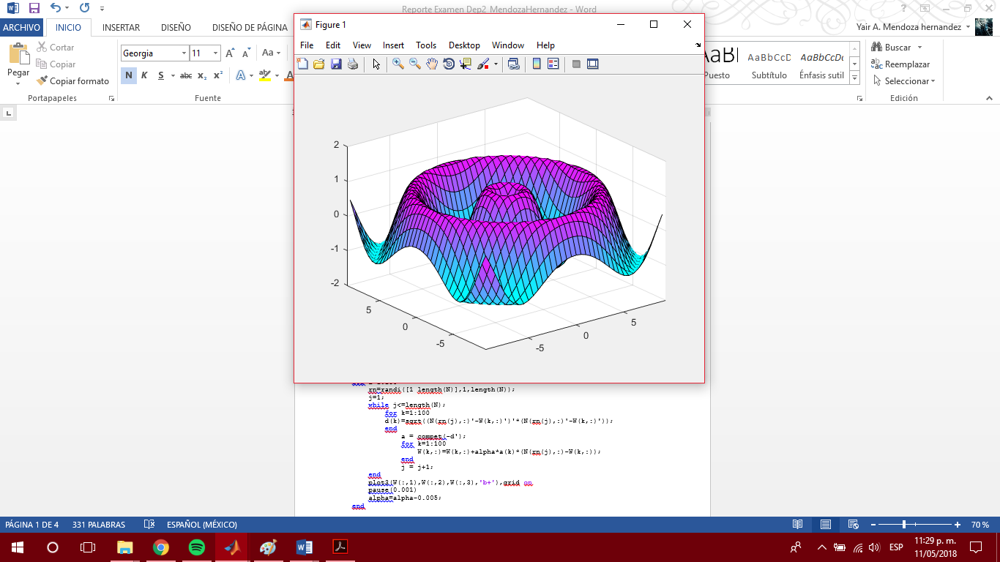 Reporte Examen Dep2_MendozaHernandez - Word
ARCHIVO INICIO INSERTAR DISEÑO DISEÑO DE PÁGINA
Yair A. Mendoza hernandez
Pegar
Cortar
Copiar
Copiar formato
Portapapeles
Georgia 11
Aa
N K S abc x₂ x² A ab A
Fuente
AaB
Puesto
AaBbCcD
Subtítulo
AaBbCcDc
Énfasis sutil
Buscar
Reemplazar
Seleccionar
Edición
Figure 1
File Edit View Insert Tools Desktop Window Help
2
1
0
-1
-2
5
0
-5
-5
0
5
rn=randi([1 length(N)],1,length(N));
j=1;
while j<=length(N);
for k=1:100
d(k)=sqrt((N(rn(j),:)'-W(k,:)')'*(N(rn(j),:)'-W(k,:)'));
end
a = compet(-d');
for k=1:100
W(k,:)=W(k,:)+alpha*a(k)*(N(rn(j),:)-W(k,:));
end
j = j+1;
end
plot3(W(:,1),W(:,2),W(:,3),'b+'),grid on
pause(0.001)
alpha=alpha-0.005;
end
PÁGINA 1 DE 4 331 PALABRAS ESPAÑOL (MÉXICO) 70 %
ESP
11:29 p. m.
11/05/2018